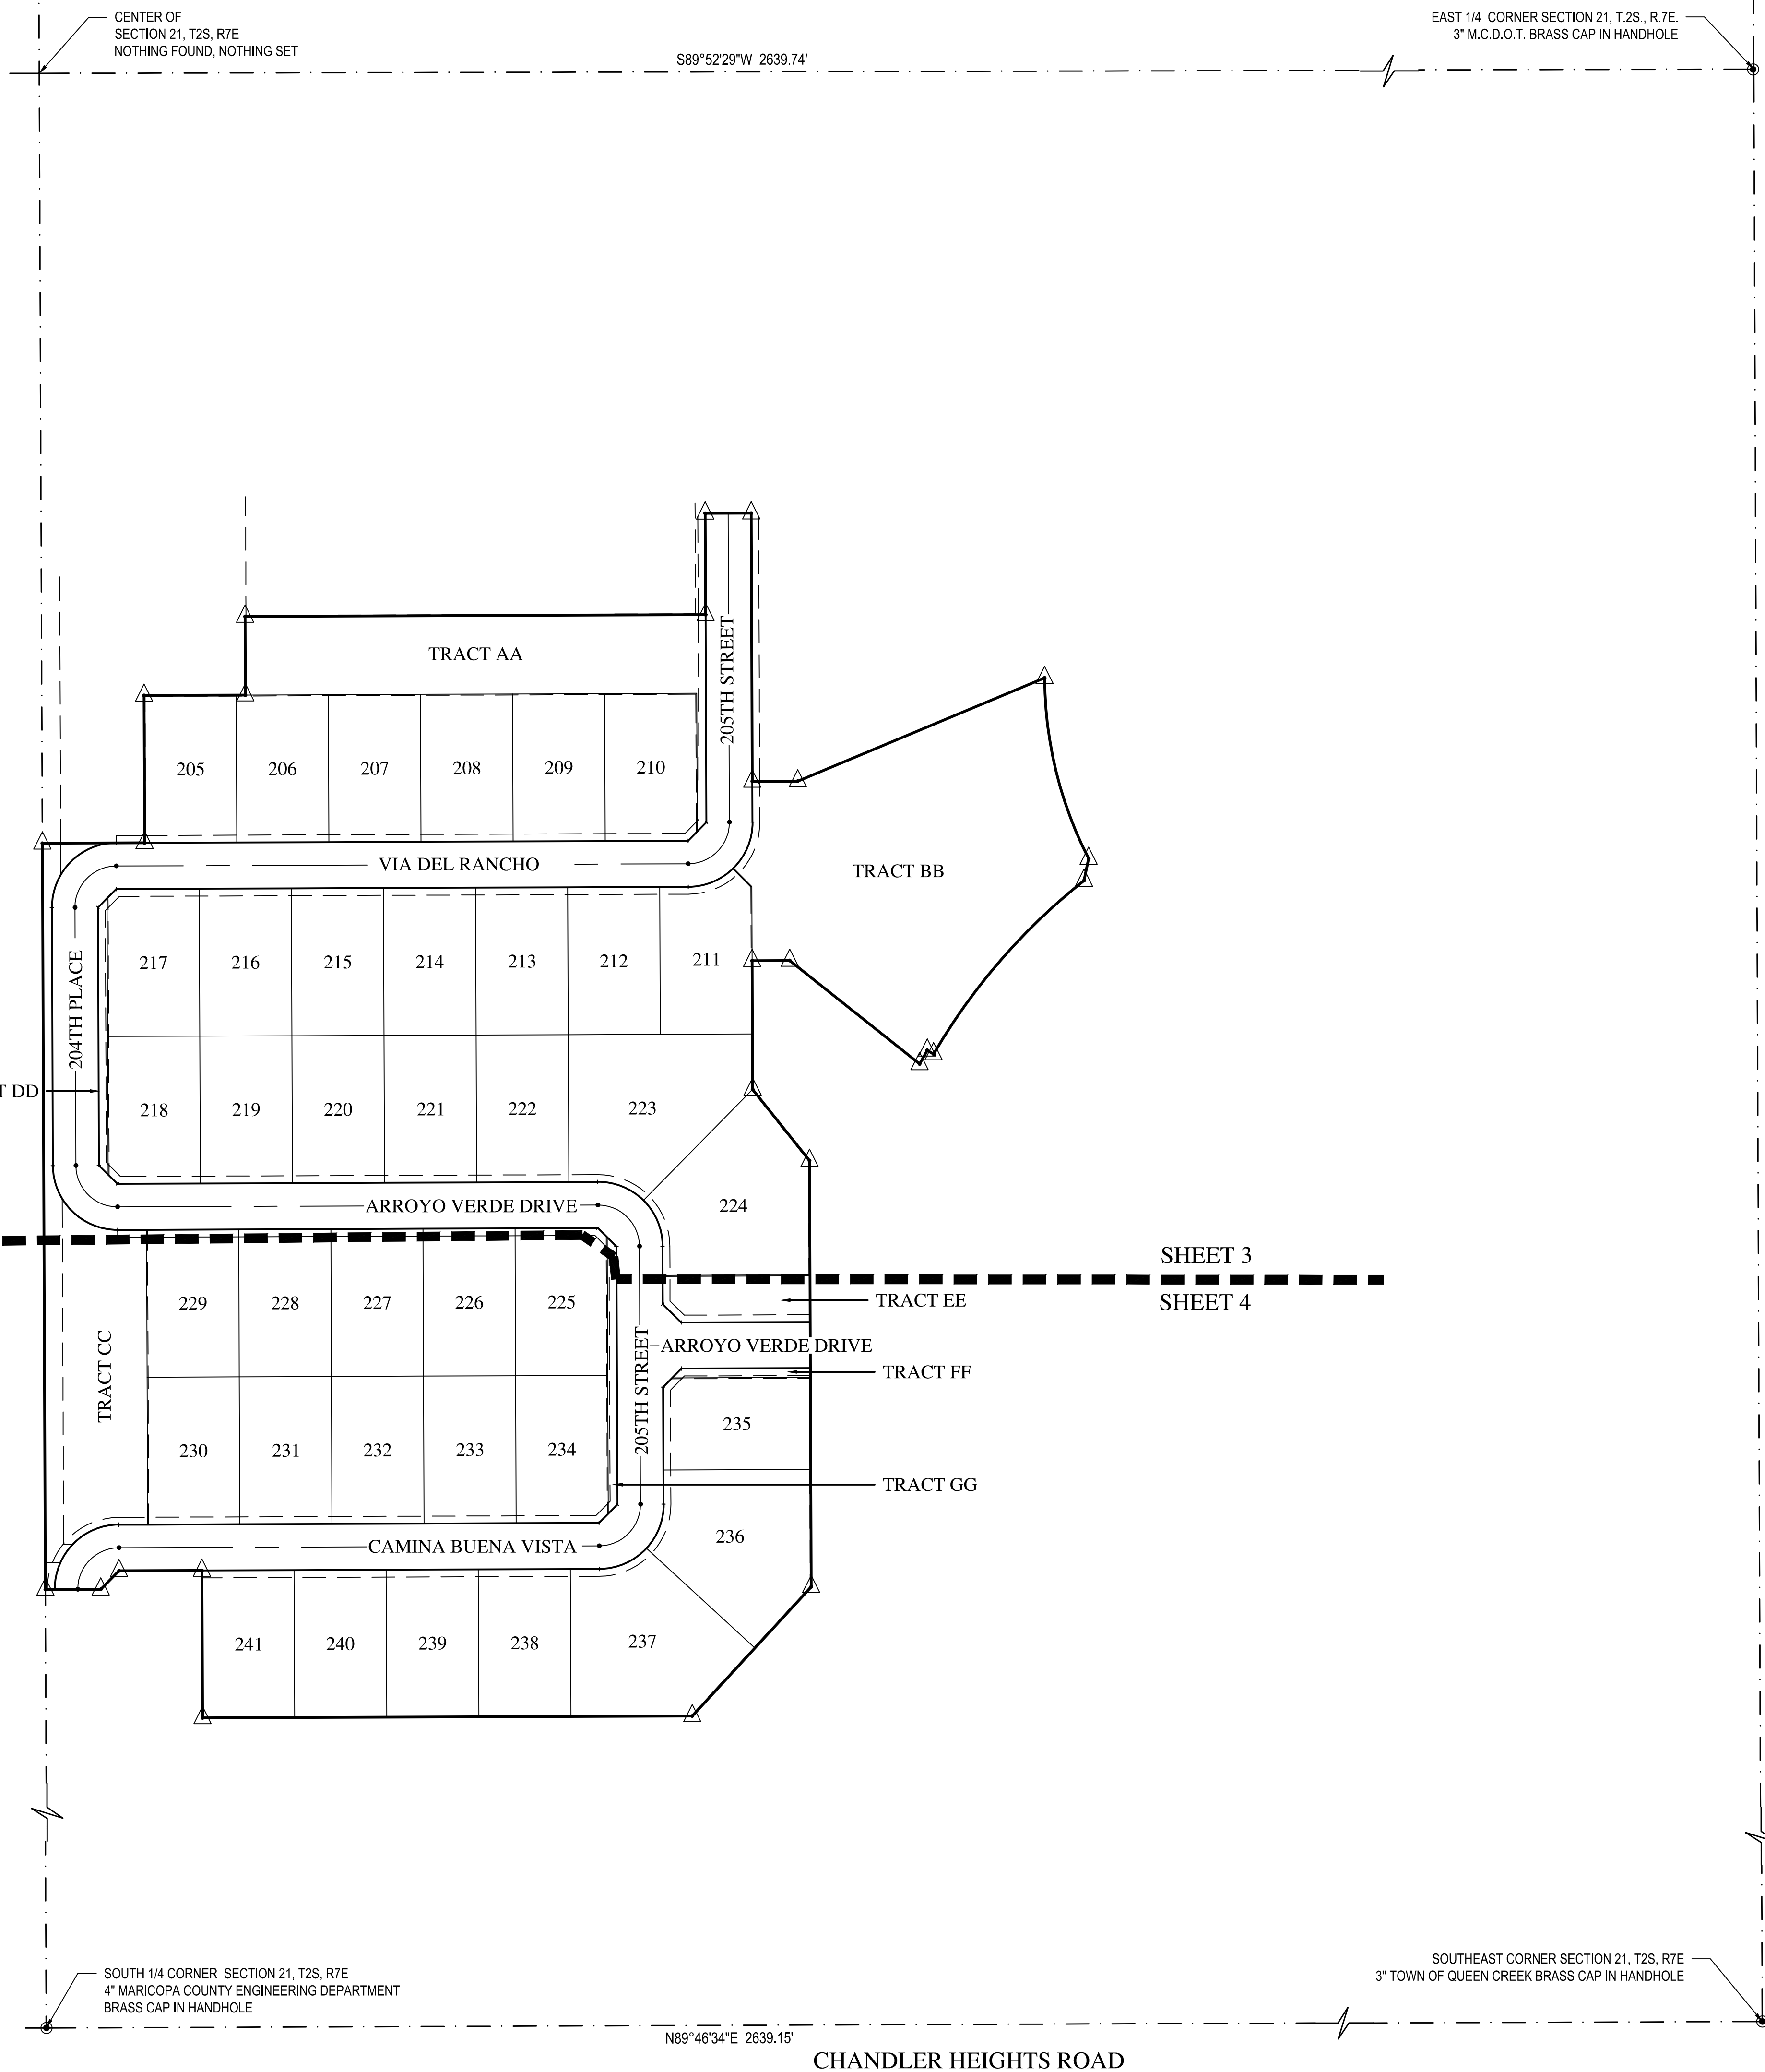 CENTER OF
SECTION 21, T2S, R7E
NOTHING FOUND, NOTHING SET
EAST 1/4 CORNER SECTION 21, T.2S., R.7E.
3" M.C.D.O.T. BRASS CAP IN HANDHOLE
S89°52'29"W 2639.74'
TRACT AA
205TH STREET
205
206
207
208
209
210
VIA DEL RANCHO
TRACT BB
204TH PLACE
217
216
215
214
213
212
211
T DD
218
219
220
221
222
223
224
ARROYO VERDE DRIVE
SHEET 3
SHEET 4
TRACT EE
229
228
227
226
225
TRACT CC
205TH STREET
ARROYO VERDE DRIVE
TRACT FF
235
230
231
232
233
234
TRACT GG
236
CAMINA BUENA VISTA
241
240
239
238
237
SOUTH 1/4 CORNER SECTION 21, T2S, R7E
4" MARICOPA COUNTY ENGINEERING DEPARTMENT
BRASS CAP IN HANDHOLE
SOUTHEAST CORNER SECTION 21, T2S, R7E
3" TOWN OF QUEEN CREEK BRASS CAP IN HANDHOLE
N89°46'34"E 2639.15'
CHANDLER HEIGHTS ROAD